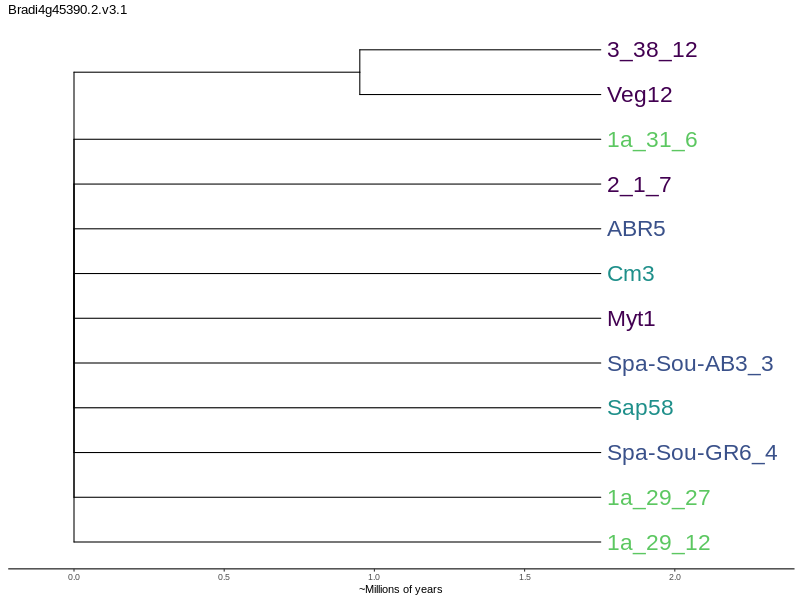 Bradi4g45390.2.v3.1
3_38_12
Veg12
1a_31_6
2_1_7
ABR5
Cm3
Myt1
Spa-Sou-AB3_3
Sap58
Spa-Sou-GR6_4
1a_29_27
1a_29_12
0.0 0.5 1.0 1.5 2.0
~Millions of years